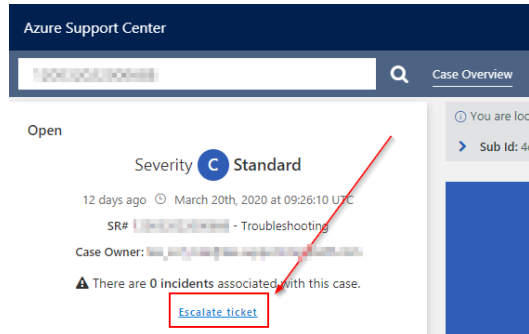 Azure Support Center
Case Overview
You are loc
Open
Sub Id: 4
Severity C Standard
12 days ago March 20th, 2020 at 09:26:10 UTC
SR# - Troubleshooting
Case Owner:
There are 0 incidents associated with this case.
Escalate ticket